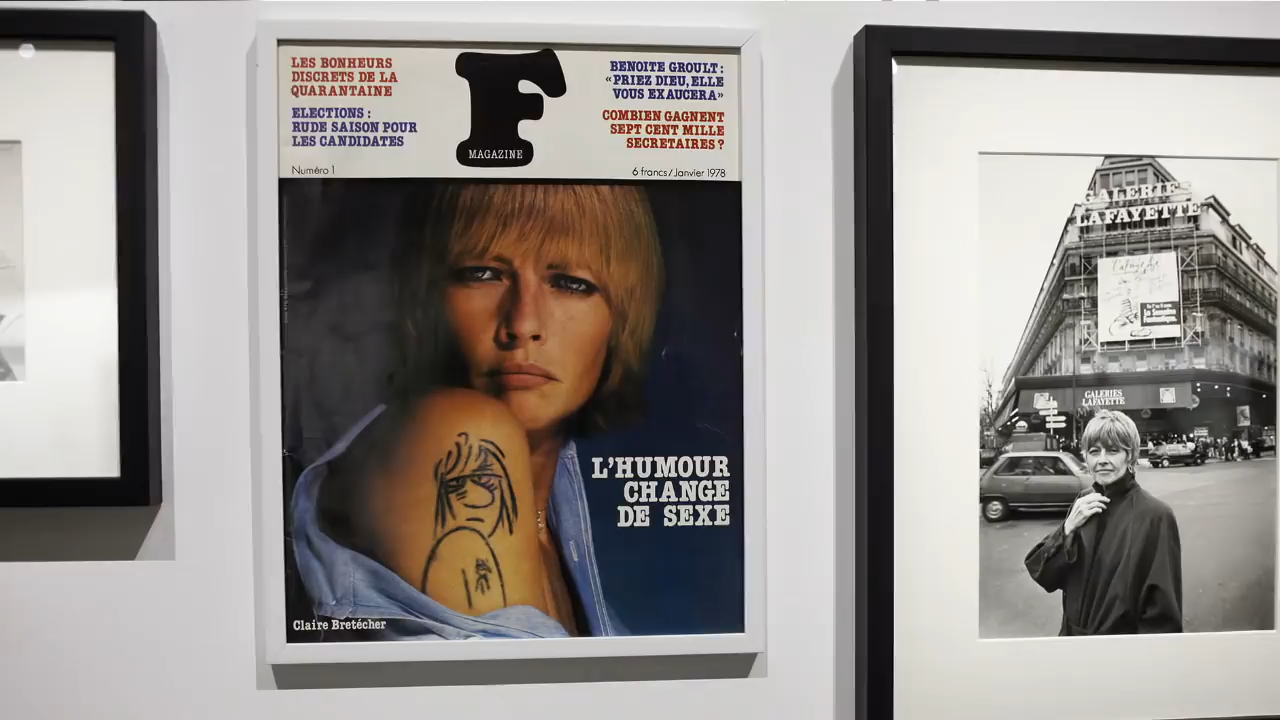 LES BONHEURS
DISCRETS DE LA
QUARANTAINE
ELECTIONS :
RUDE SAISON POUR
LES CANDIDATES
Numéro 1
F
MAGAZINE
BENOITE GROULT :
«PRIEZ DIEU, ELLE
VOUS EXAUCERA»
COMBIEN GAGNENT
SEPT CENT MILLE
SECRETAIRES ?
6 francs/Janvier 1978
L'HUMOUR
CHANGE
DE SEXE
Claire Bretécher
GALERIES
LAFAYETTE
GALERIES
LAFAYETTE